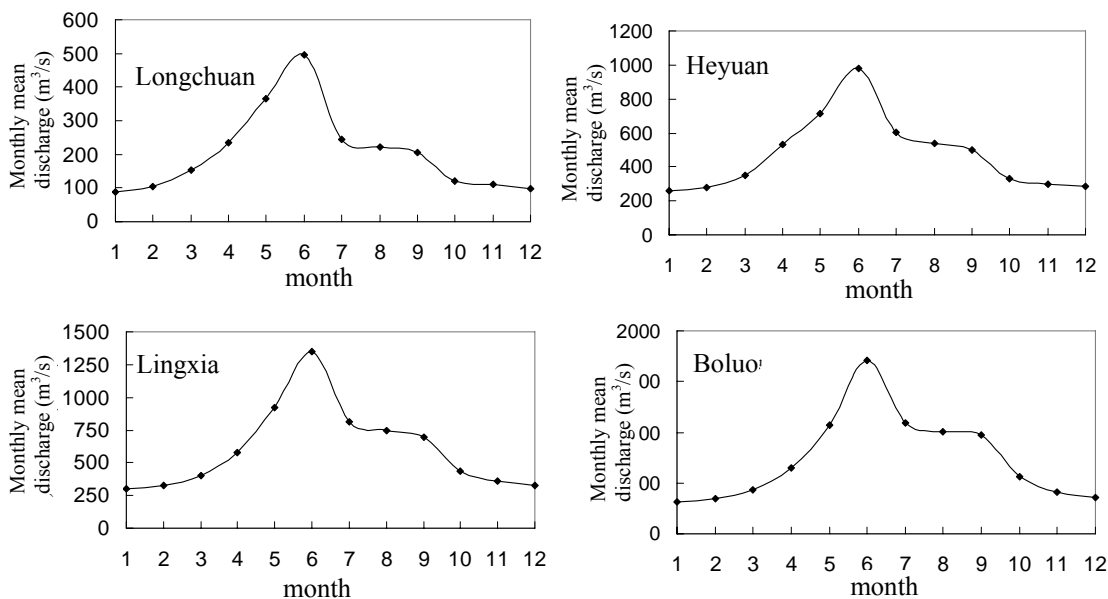 600
500
400
300
200
100
0
Monthly mean
discharge (m³/s)
Longchuan
1 2 3 4 5 6 7 8 9 10 11 12
month
1200
1000
800
600
400
200
0
Monthly mean
discharge (m³/s)
Heyuan
1 2 3 4 5 6 7 8 9 10 11 12
month
1500
1250
1000
750
500
250
0
Monthly mean
discharge (m³/s)
Lingxia
1 2 3 4 5 6 7 8 9 10 11 12
month
2000
00
00
00
0
Monthly mean
discharge (m³/s)
Boluo
1 2 3 4 5 6 7 8 9 10 11 12
month